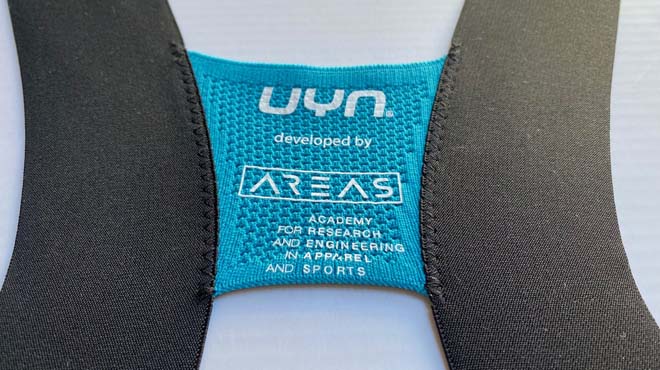 uyn®
developed by
AREAS
ACADEMY
FOR RESEARCH
AND ENGINEERING
IN APPAREL
AND SPORTS